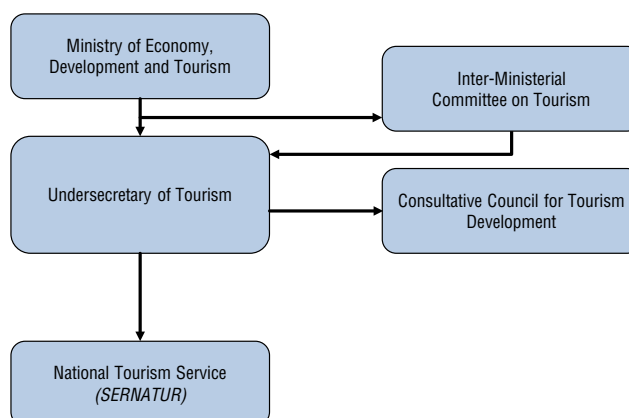 Ministry of Economy,
Development and Tourism
Inter-Ministerial
Committee on Tourism
Undersecretary of Tourism
Consultative Council for Tourism
Development
National Tourism Service
(SERNATUR)